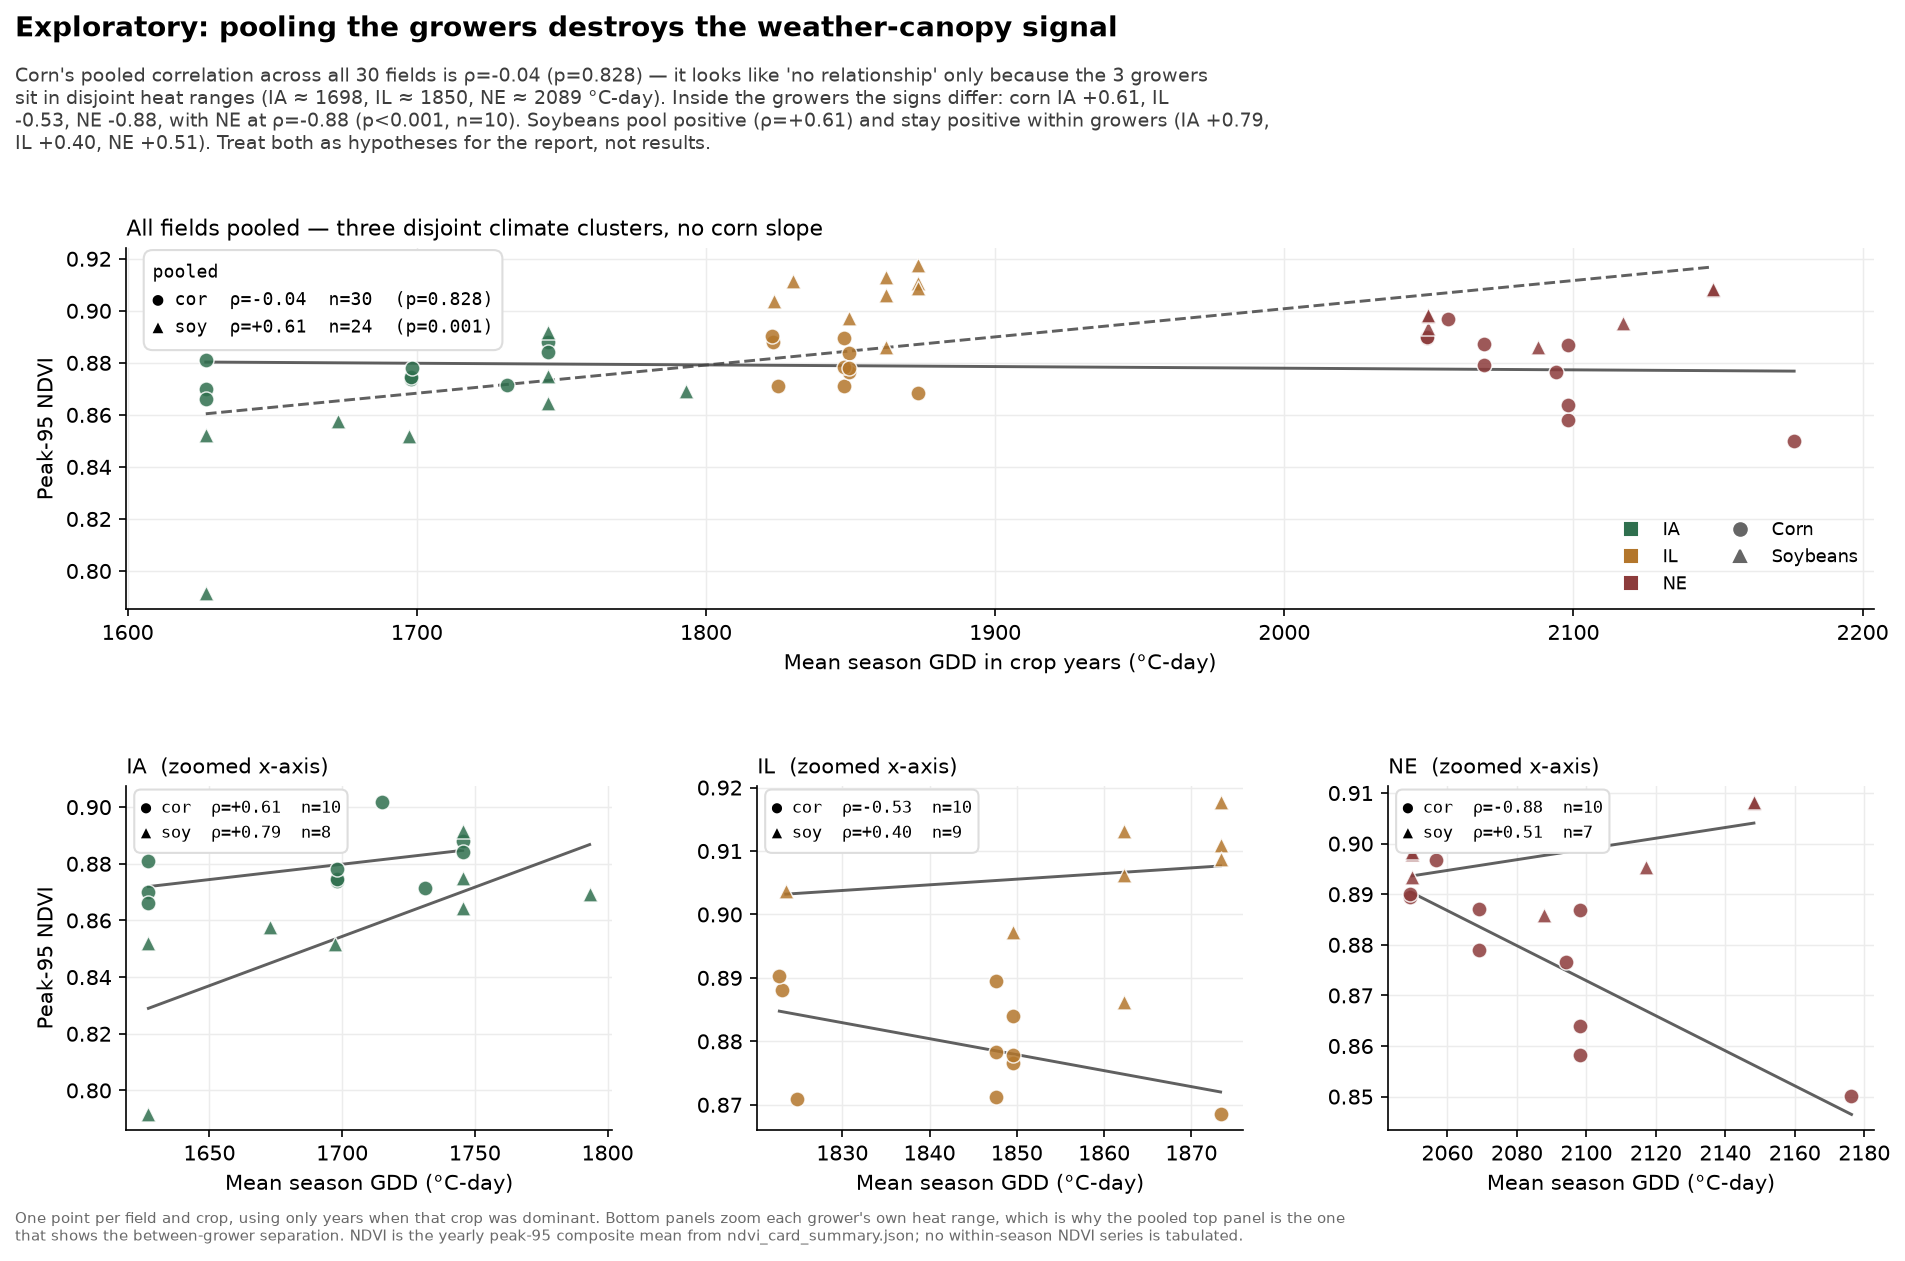 Exploratory: pooling the growers destroys the weather-canopy signal
Corn's pooled correlation across all 30 fields is ρ=-0.04 (p=0.828) — it looks like 'no relationship' only because the 3 growers
sit in disjoint heat ranges (IA ≈ 1698, IL ≈ 1850, NE ≈ 2089 °C-day). Inside the growers the signs differ: corn IA +0.61, IL
-0.53, NE -0.88, with NE at ρ=-0.88 (p<0.001, n=10). Soybeans pool positive (ρ=+0.61) and stay positive within growers (IA +0.79,
IL +0.40, NE +0.51). Treat both as hypotheses for the report, not results.
All fields pooled — three disjoint climate clusters, no corn slope
pooled
cor ρ=-0.04 n=30 (p=0.828)
soy ρ=+0.61 n=24 (p=0.001)
Peak-95 NDVI
0.92
0.90
0.88
0.86
0.84
0.82
0.80
IA
IL
NE
Corn
Soybeans
1600 1700 1800 1900 2000 2100 2200
Mean season GDD in crop years (°C-day)
IA (zoomed x-axis)
cor ρ=+0.61 n=10
soy ρ=+0.79 n=8
Peak-95 NDVI
0.90
0.88
0.86
0.84
0.82
0.80
1650 1700 1750 1800
Mean season GDD (°C-day)
IL (zoomed x-axis)
cor ρ=-0.53 n=10
soy ρ=+0.40 n=9
0.92
0.91
0.90
0.89
0.88
0.87
1830 1840 1850 1860 1870
Mean season GDD (°C-day)
NE (zoomed x-axis)
cor ρ=-0.88 n=10
soy ρ=+0.51 n=7
0.91
0.90
0.89
0.88
0.87
0.86
0.85
2060 2080 2100 2120 2140 2160 2180
Mean season GDD (°C-day)
One point per field and crop, using only years when that crop was dominant. Bottom panels zoom each grower's own heat range, which is why the pooled top panel is the one
that shows the between-grower separation. NDVI is the yearly peak-95 composite mean from ndvi_card_summary.json; no within-season NDVI series is tabulated.